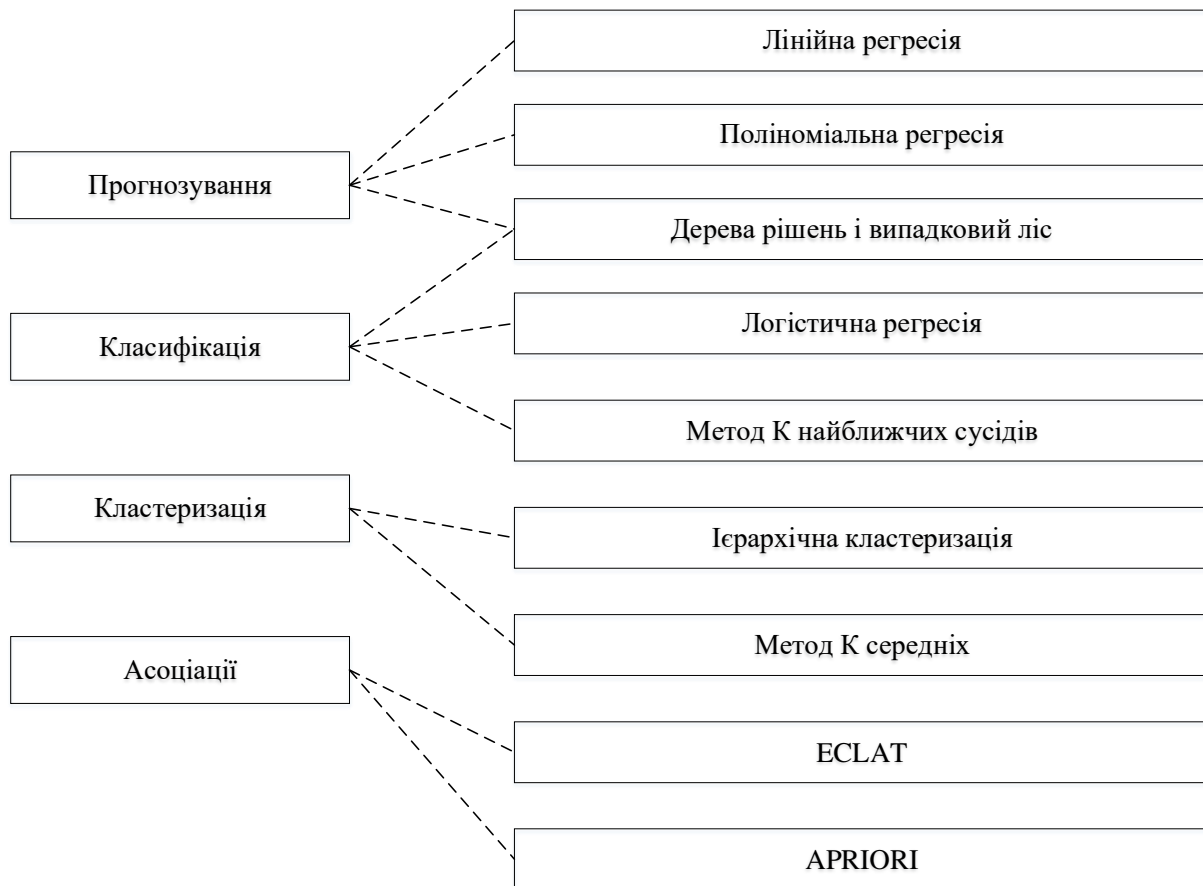 Лінійна регресія
Поліноміальна регресія
Прогнозування
Дерева рішень і випадковий ліс
Логістична регресія
Класифікація
Метод К найближчих сусідів
Кластеризація
Ієрархічна кластеризація
Метод К середніх
Асоціації
ECLAT
APRIORI